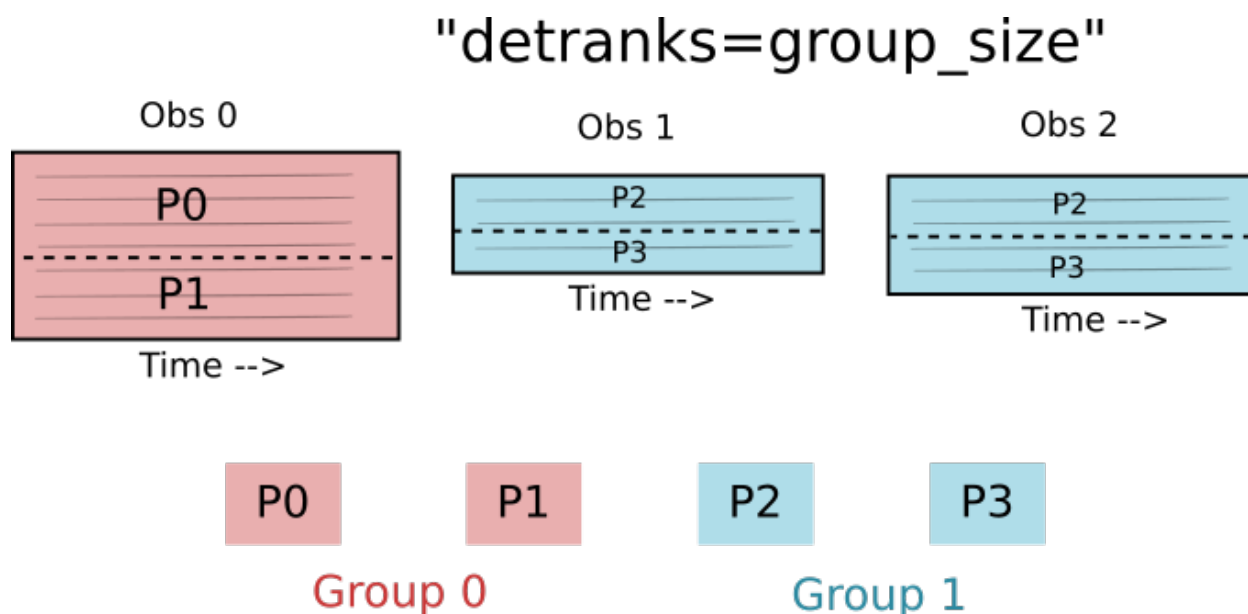 "detranks=group_size"
Obs 0
Obs 1
Obs 2
P0
P1
Time -->
P2
P3
Time -->
P2
P3
Time -->
P0
P1
P2
P3
Group 0
Group 1